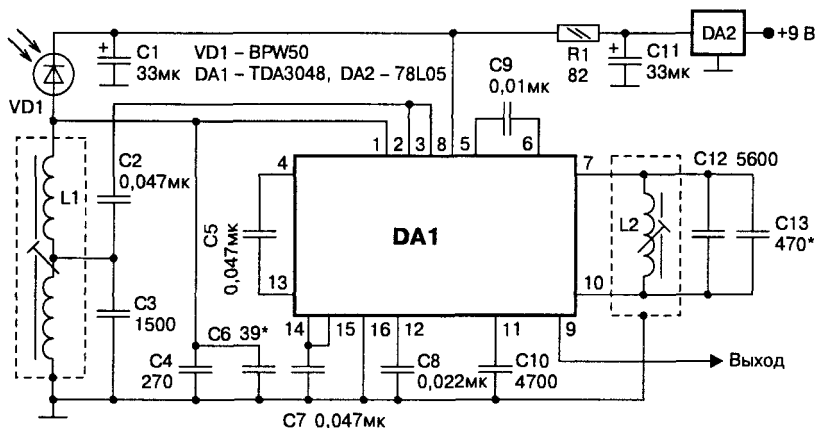 DA2
+9 В
+
C1
33мк
VD1 – BPW50
DA1 – TDA3048, DA2 – 78L05
R1
82
+
C11
33мк
VD1
C9
0,01мк
C2
0,047мк
1
2
3
8
5
6
4
7
L1
C5
0,047мк
DA1
L2
C12 5600
C13
470*
13
10
C3
1500
14
15
16
12
11
9
C6 39*
C4
270
C8
0,022мк
C10
4700
Выход
C7 0,047мк